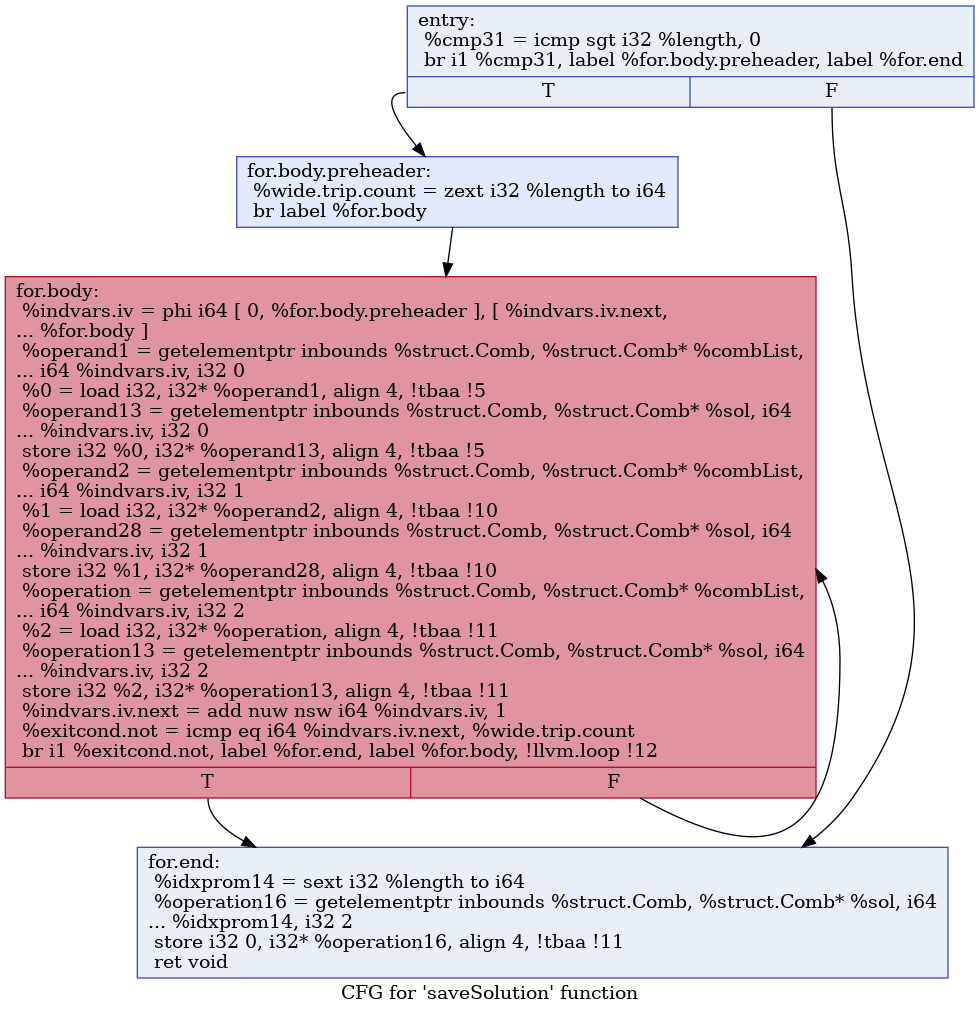 entry:
%cmp31 = icmp sgt i32 %length, 0
br i1 %cmp31, label %for.body.preheader, label %for.end
T
F
for.body.preheader:
%wide.trip.count = zext i32 %length to i64
br label %for.body
for.body:
%indvars.iv = phi i64 [ 0, %for.body.preheader ], [ %indvars.iv.next,
... %for.body ]
%operand1 = getelementptr inbounds %struct.Comb, %struct.Comb* %combList,
... i64 %indvars.iv, i32 0
%0 = load i32, i32* %operand1, align 4, !tbaa !5
%operand13 = getelementptr inbounds %struct.Comb, %struct.Comb* %sol, i64
... %indvars.iv, i32 0
store i32 %0, i32* %operand13, align 4, !tbaa !5
%operand2 = getelementptr inbounds %struct.Comb, %struct.Comb* %combList,
... i64 %indvars.iv, i32 1
%1 = load i32, i32* %operand2, align 4, !tbaa !10
%operand28 = getelementptr inbounds %struct.Comb, %struct.Comb* %sol, i64
... %indvars.iv, i32 1
store i32 %1, i32* %operand28, align 4, !tbaa !10
%operation = getelementptr inbounds %struct.Comb, %struct.Comb* %combList,
... i64 %indvars.iv, i32 2
%2 = load i32, i32* %operation, align 4, !tbaa !11
%operation13 = getelementptr inbounds %struct.Comb, %struct.Comb* %sol, i64
... %indvars.iv, i32 2
store i32 %2, i32* %operation13, align 4, !tbaa !11
%indvars.iv.next = add nuw nsw i64 %indvars.iv, 1
%exitcond.not = icmp eq i64 %indvars.iv.next, %wide.trip.count
br i1 %exitcond.not, label %for.end, label %for.body, !llvm.loop !12
T
F
for.end:
%idxprom14 = sext i32 %length to i64
%operation16 = getelementptr inbounds %struct.Comb, %struct.Comb* %sol, i64
... %idxprom14, i32 2
store i32 0, i32* %operation16, align 4, !tbaa !11
ret void
CFG for 'saveSolution' function